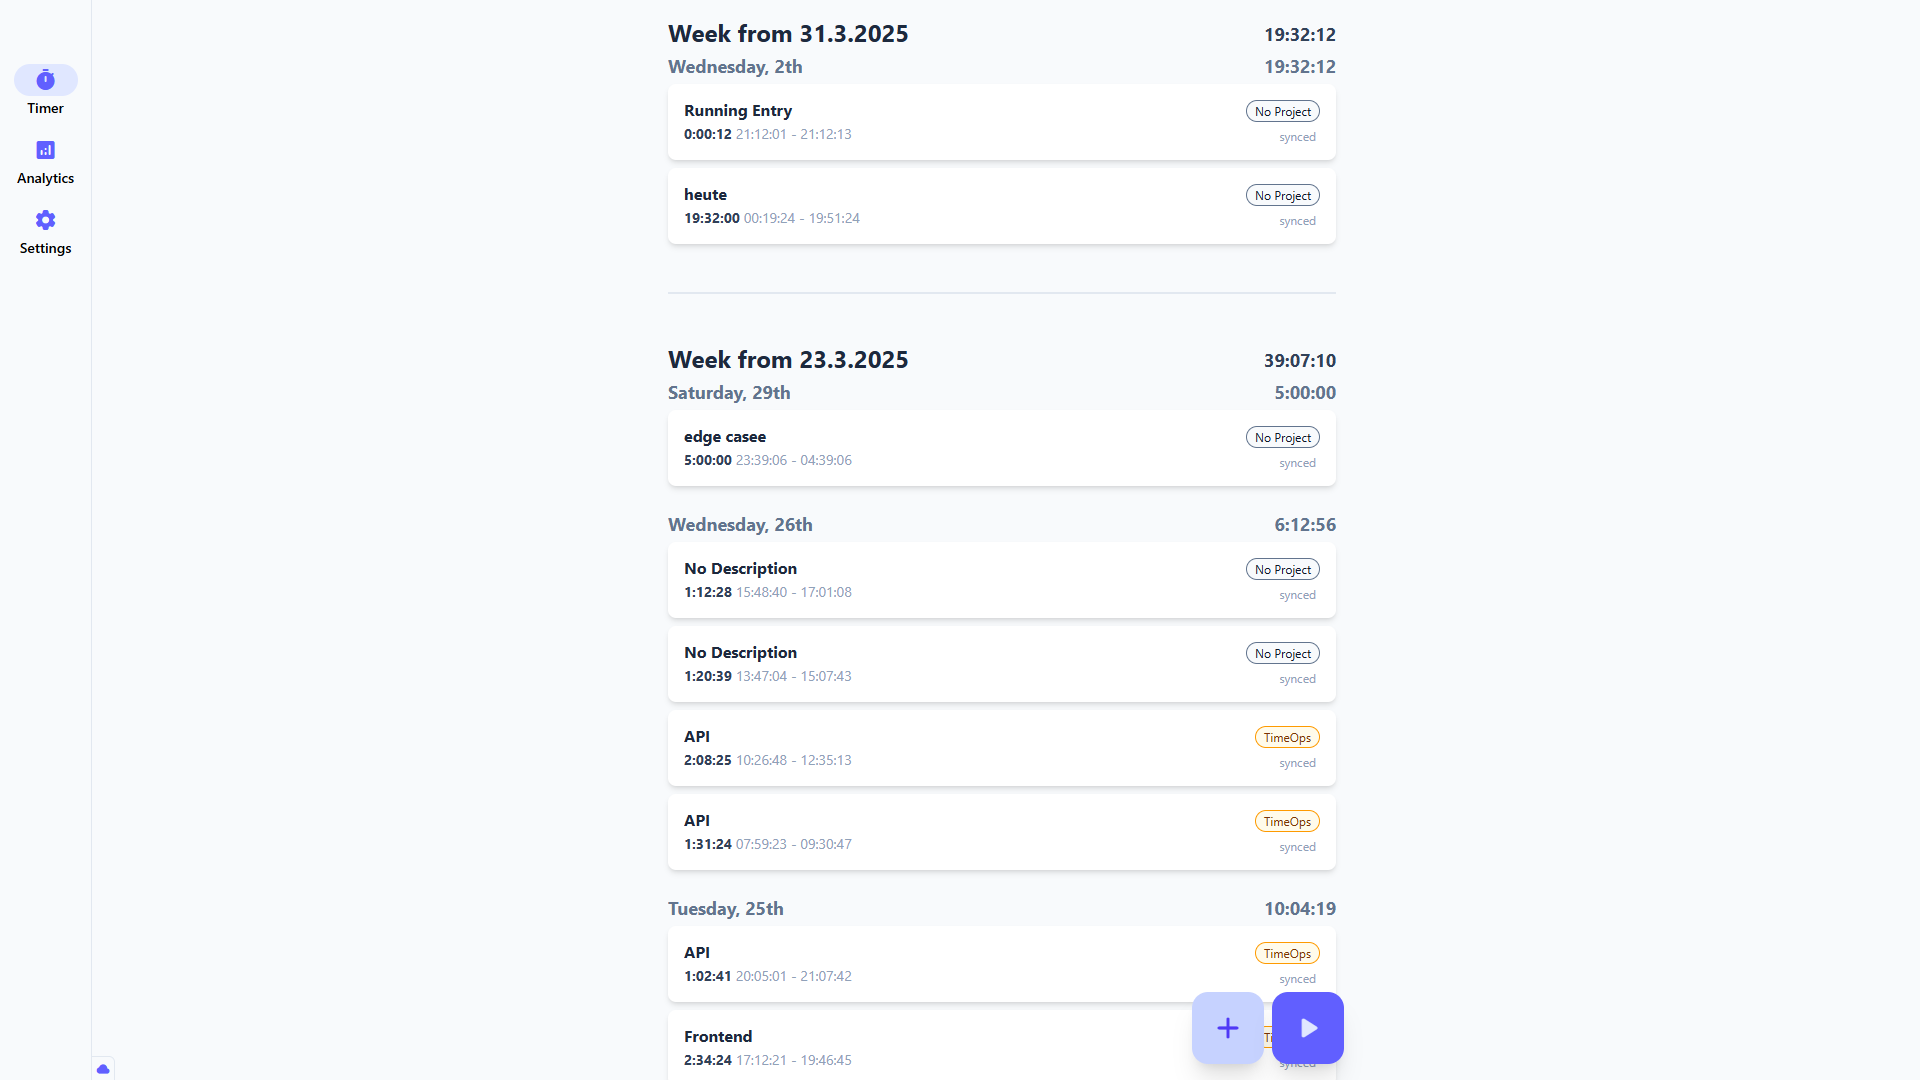 Timer
Analytics
Settings
Week from 31.3.2025 19:32:12
Wednesday, 2th 19:32:12
Running Entry No Project
0:00:12 21:12:01 - 21:12:13 synced
heute No Project
19:32:00 00:19:24 - 19:51:24 synced
Week from 23.3.2025 39:07:10
Saturday, 29th 5:00:00
edge casee No Project
5:00:00 23:39:06 - 04:39:06 synced
Wednesday, 26th 6:12:56
No Description No Project
1:12:28 15:48:40 - 17:01:08 synced
No Description No Project
1:20:39 13:47:04 - 15:07:43 synced
API TimeOps
2:08:25 10:26:48 - 12:35:13 synced
API TimeOps
1:31:24 07:59:23 - 09:30:47 synced
Tuesday, 25th 10:04:19
API TimeOps
1:02:41 20:05:01 - 21:07:42 synced
Frontend
2:34:24 17:12:21 - 19:46:45 synced